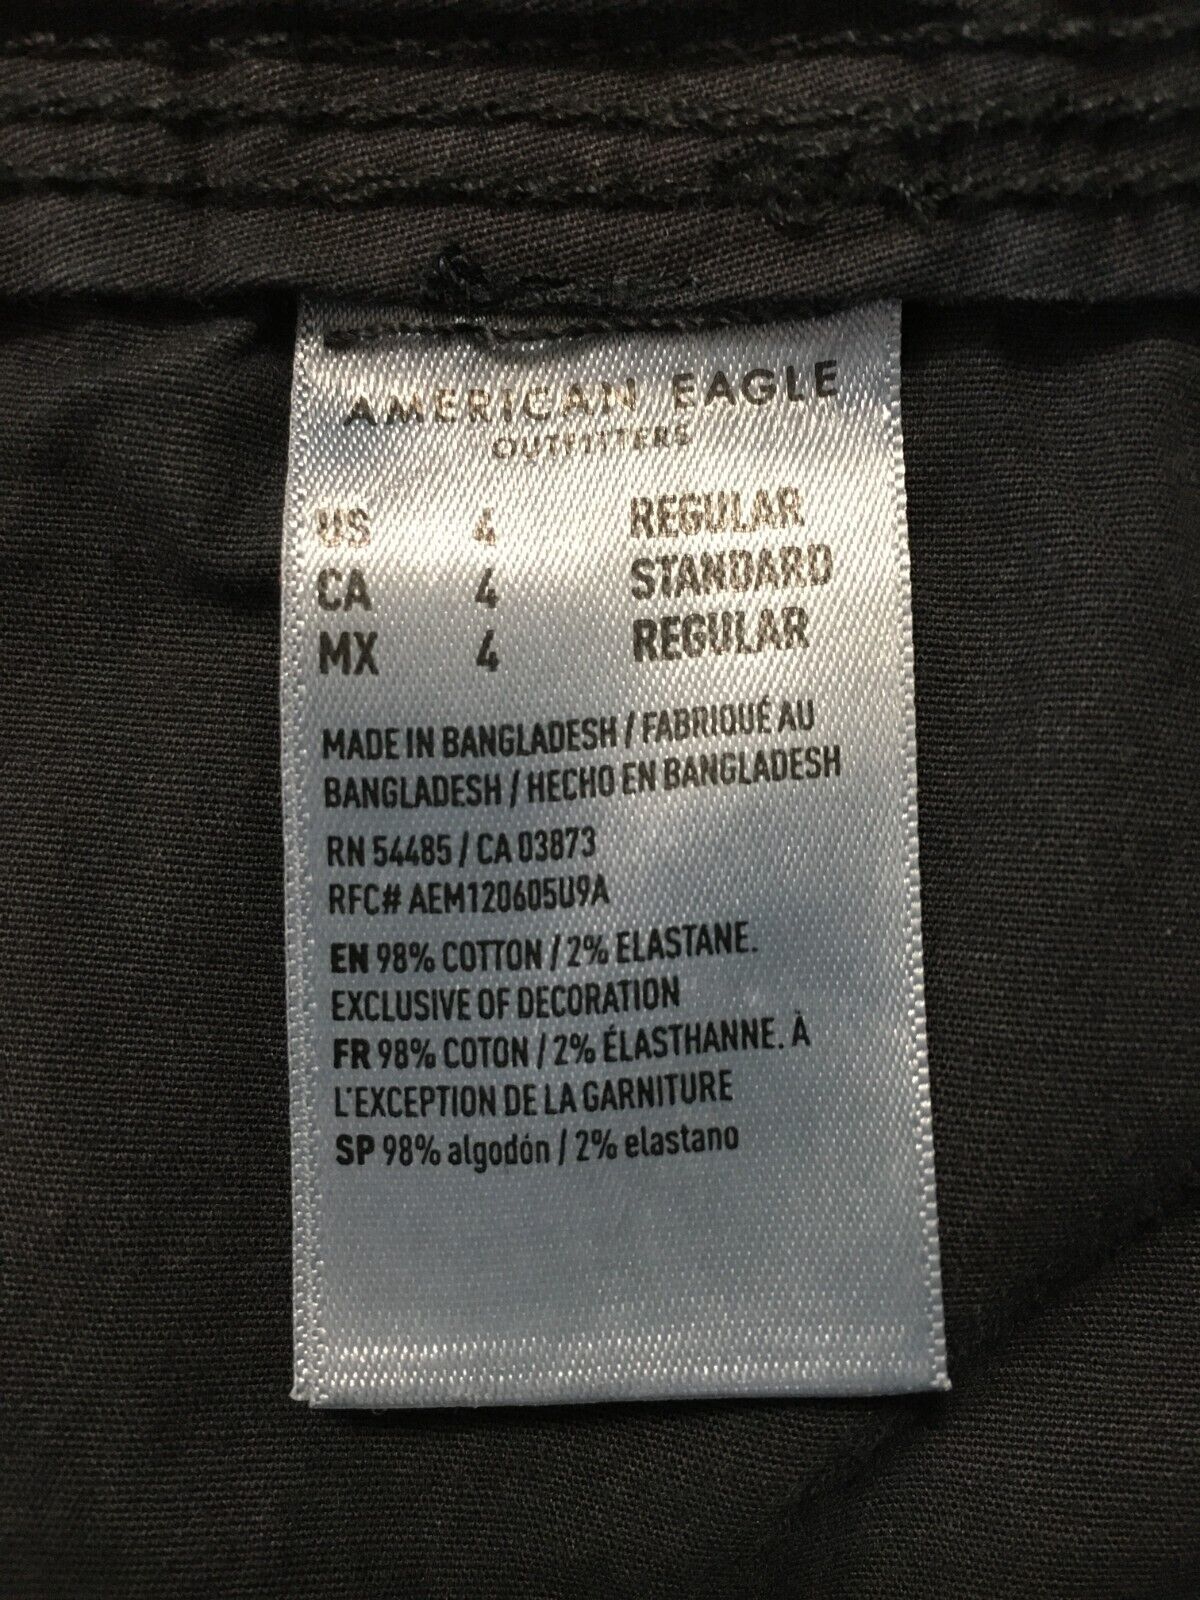 AMERICAN EAGLE
OUTFITTERS
US 4 REGULAR
CA 4 STANDARD
MX 4 REGULAR
MADE IN BANGLADESH / FABRIQUÉ AU
BANGLADESH / HECHO EN BANGLADESH
RN 54485 / CA 03873
RFC# AEM120605U9A
EN 98% COTTON / 2% ELASTANE.
EXCLUSIVE OF DECORATION
FR 98% COTON / 2% ÉLASTHANNE. À
L'EXCEPTION DE LA GARNITURE
SP 98% algodón / 2% elastano